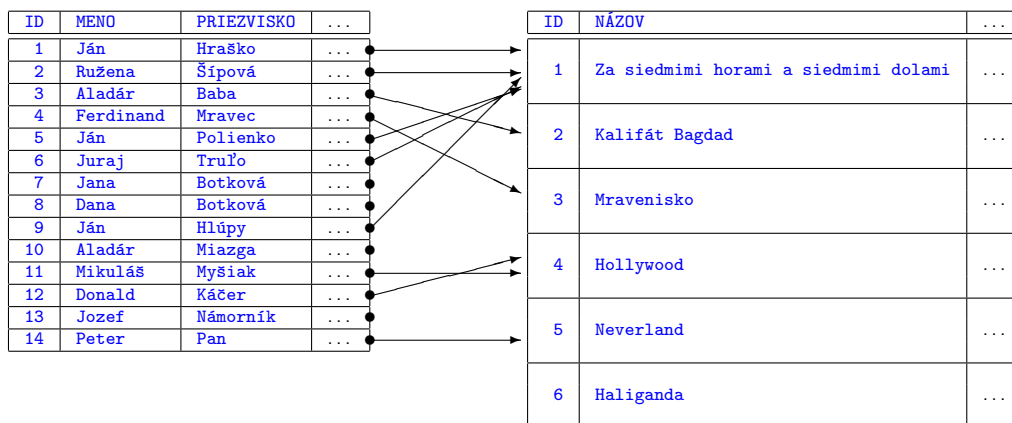 ID MENO PRIEZVISKO ...
1 Ján Hraško ...
2 Ružena Šípová ...
3 Aladár Baba ...
4 Ferdinand Mravec ...
5 Ján Polienko ...
6 Juraj Truľo ...
7 Jana Botková ...
8 Dana Botková ...
9 Ján Hlúpy ...
10 Aladár Miazga ...
11 Mikuláš Myšiak ...
12 Donald Káčer ...
13 Jozef Námorník ...
14 Peter Pan ...
ID NÁZOV ...
1 Za siedmimi horami a siedmimi dolami ...
2 Kalifát Bagdad ...
3 Mravenisko ...
4 Hollywood ...
5 Neverland ...
6 Haliganda ...